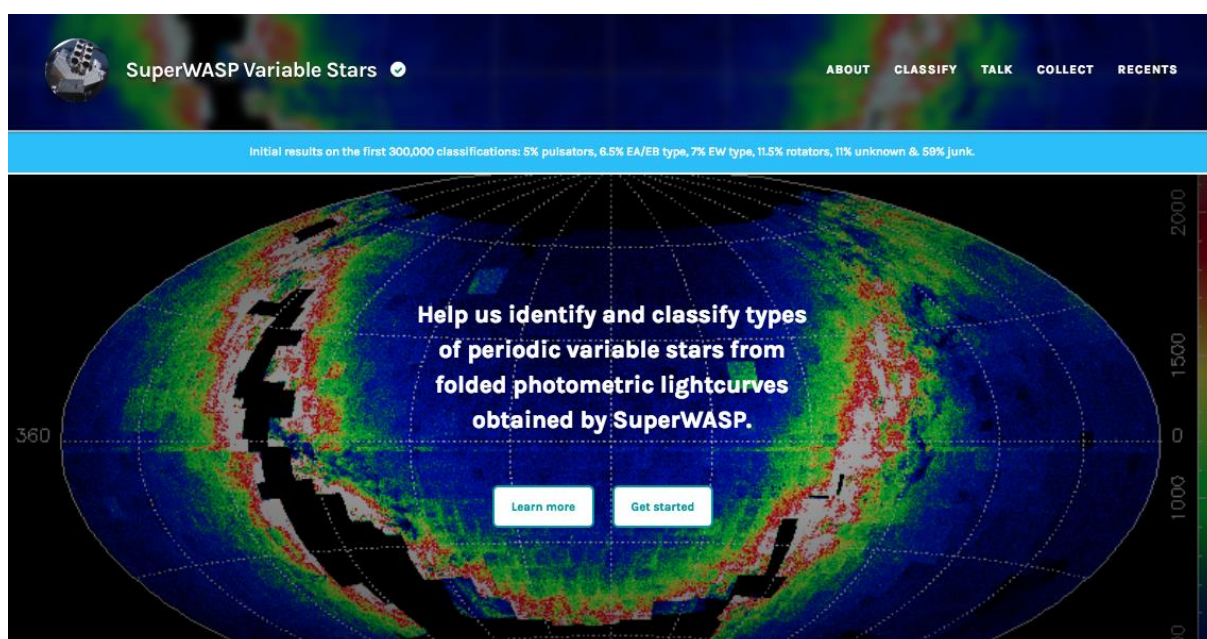 SuperWASP Variable Stars
ABOUT CLASSIFY TALK COLLECT RECENTS
Initial results on the first 300,000 classifications: 5% pulsators, 6.5% EA/EB type, 7% EW type, 11.5% rotators, 11% unknown & 59% junk.
2000
Help us identify and classify types
of periodic variable stars from
folded photometric lightcurves
obtained by SuperWASP.
1500
360
0
1000
Learn more
Get started